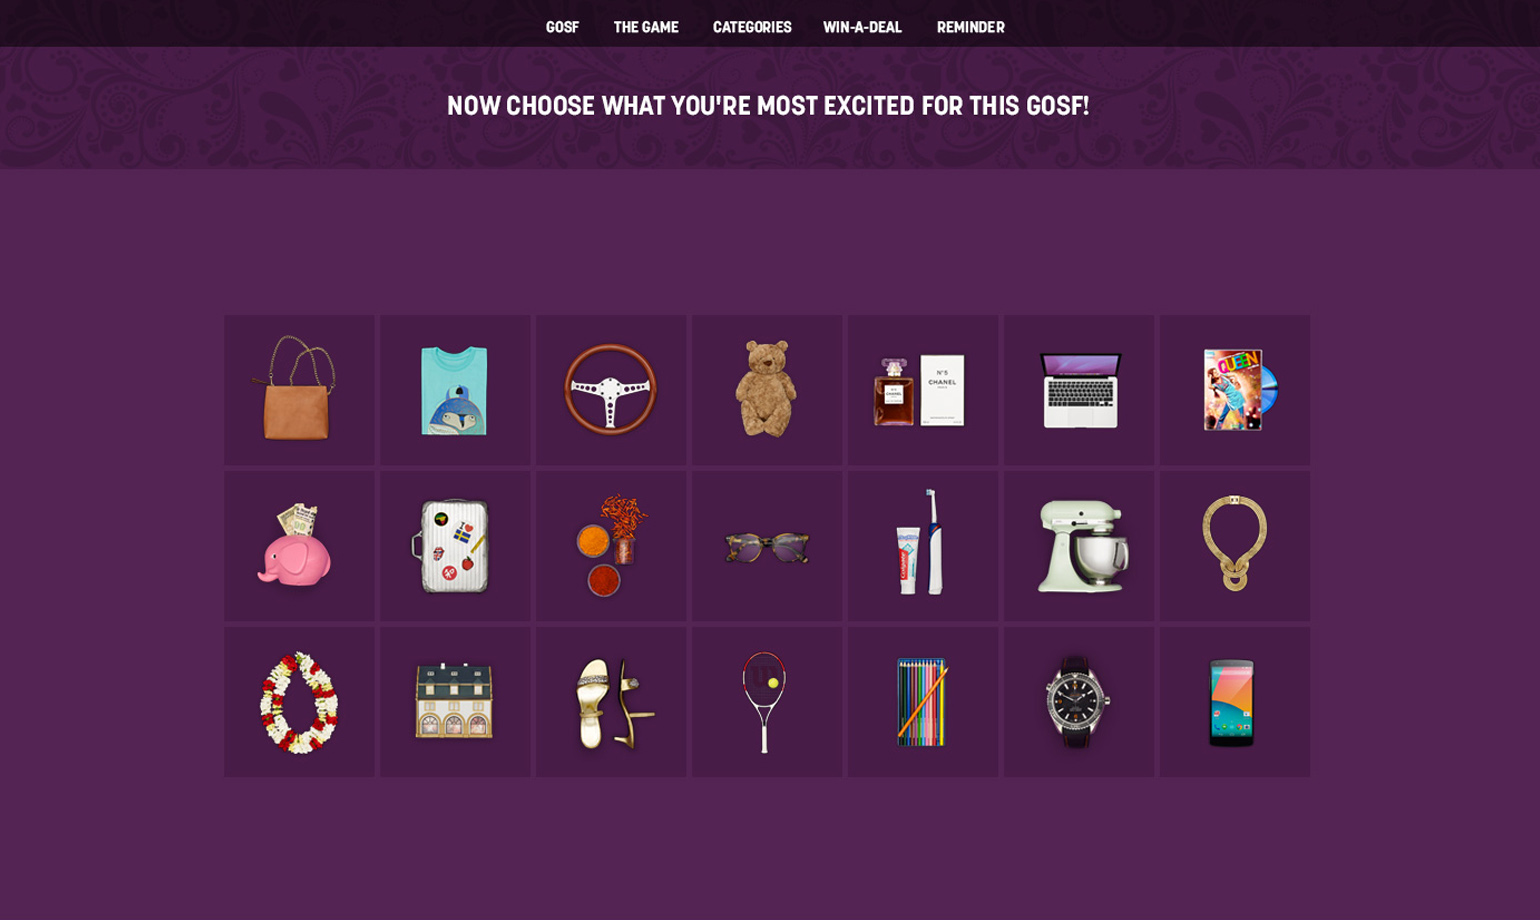 GOSF THE GAME CATEGORIES WIN-A-DEAL REMINDER
NOW CHOOSE WHAT YOU'RE MOST EXCITED FOR THIS GOSF!
N°5
CHANEL
QUEEN
I
Colgate